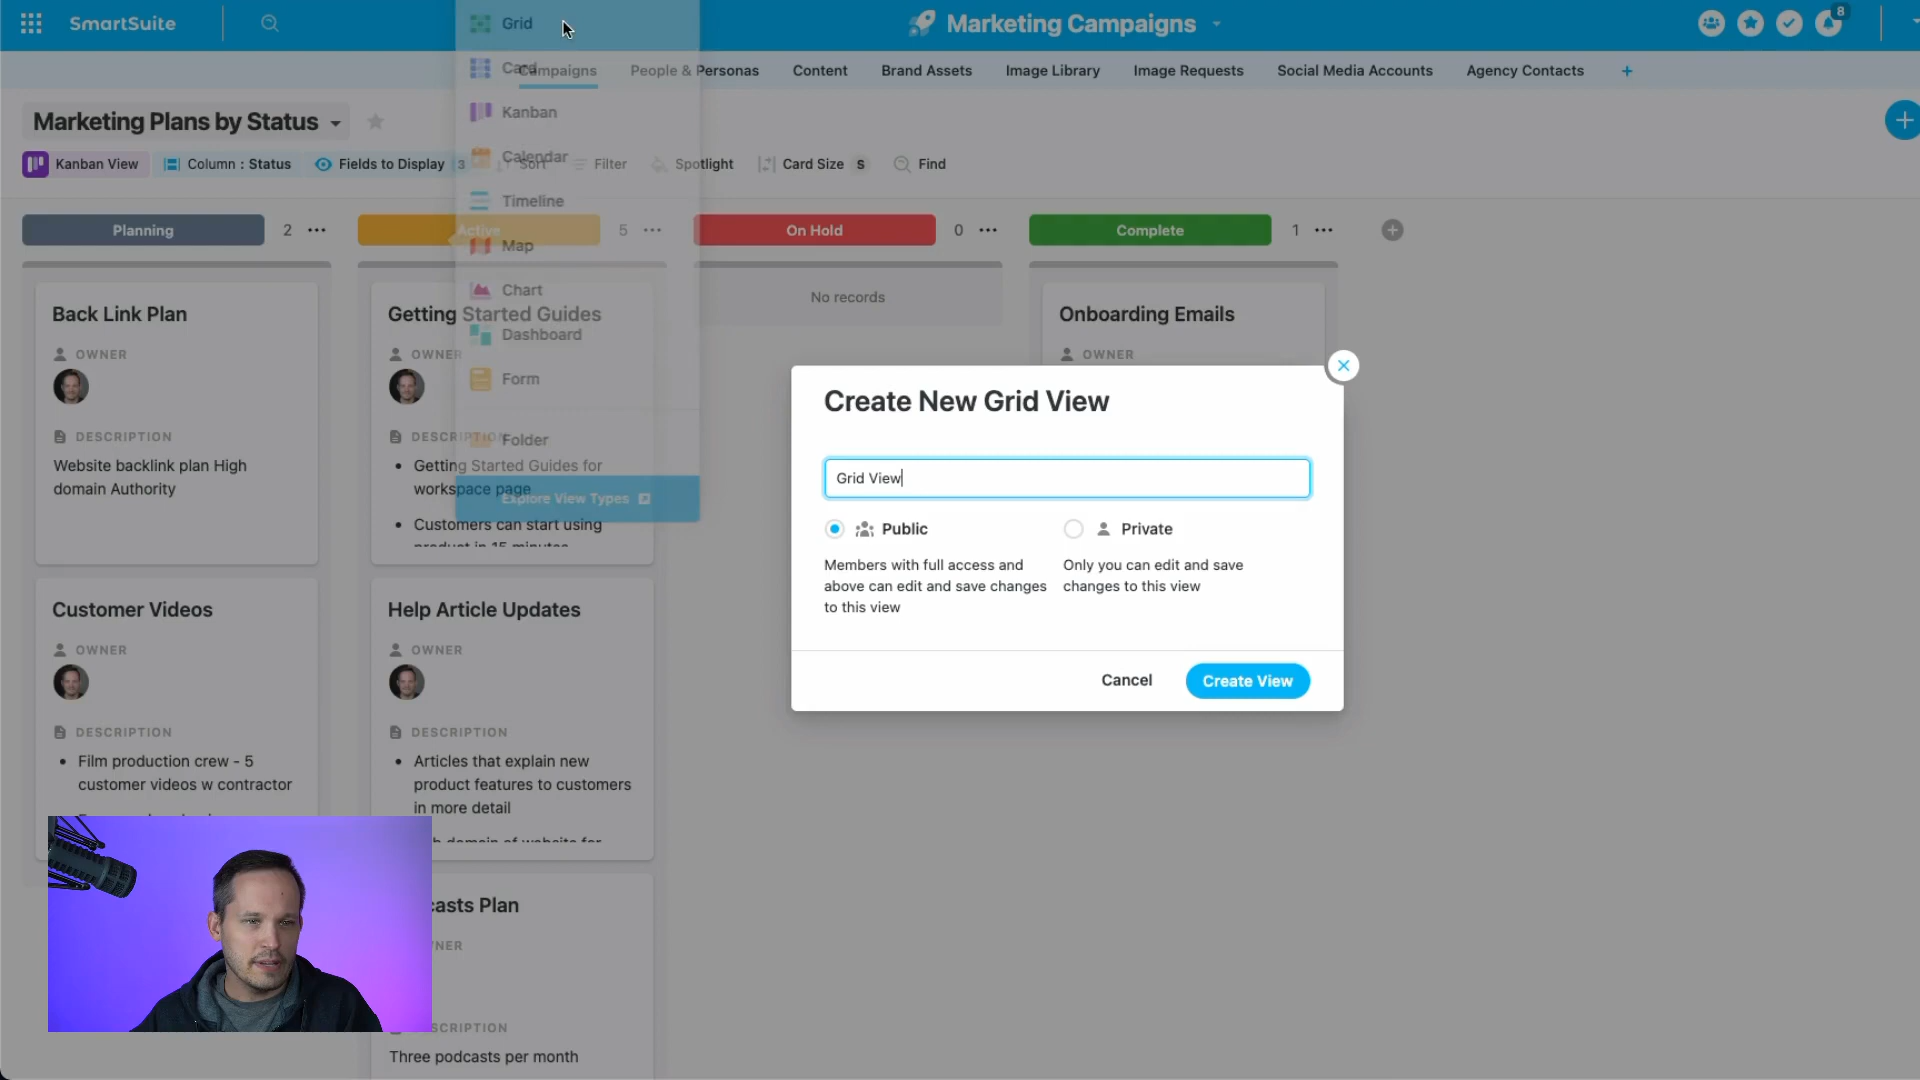 SmartSuite
Grid
Marketing Campaigns
8
Card
Campaigns
People & Personas
Content
Brand Assets
Image Library
Image Requests
Social Media Accounts
Agency Contacts
+
Kanban
Marketing Plans by Status
Calendar
Kanban View
Column : Status
Fields to Display 3
Sort
Filter
Spotlight
Card Size S
Find
Timeline
Planning
2
Active
5
On Hold
0
Complete
1
Map
Chart
Dashboard
Form
Folder
Explore View Types
Back Link Plan
OWNER
DESCRIPTION
Website backlink plan High
domain Authority
Customer Videos
OWNER
DESCRIPTION
Film production crew - 5
customer videos w contractor
Getting Started Guides
OWNER
DESCRIPTION
Getting Started Guides for
workspace page
Customers can start using
product in 15 minutes
Help Article Updates
OWNER
DESCRIPTION
Articles that explain new
product features to customers
in more detail
casts Plan
WNER
SCRIPTION
Three podcasts per month
No records
Onboarding Emails
OWNER
Create New Grid View
Grid View
Public
Members with full access and
above can edit and save changes
to this view
Private
Only you can edit and save
changes to this view
Cancel
Create View